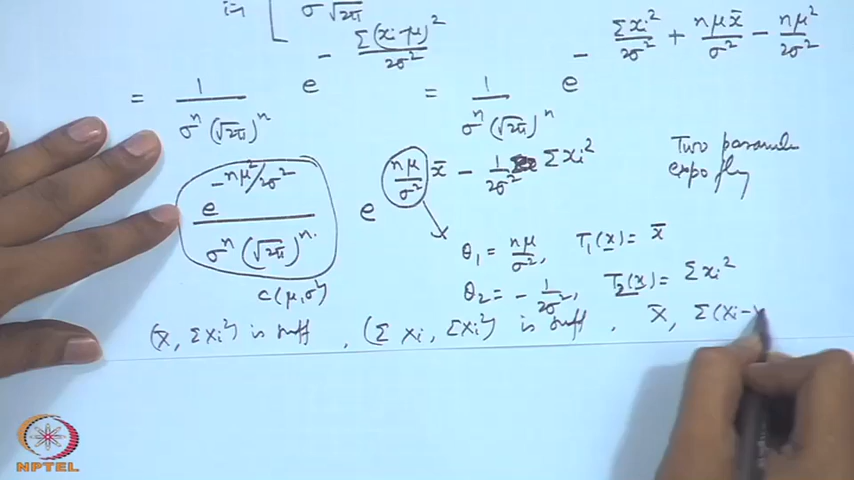 in [ σ √2π
= 1/(σⁿ (√2π)ⁿ) e^(− Σ(xi−μ)²/2σ²) = 1/(σⁿ (√2π)ⁿ) e^(− Σxi²/2σ² + nμx̄/σ² − nμ²/2σ²)
e^(−nμ²/2σ²)/(σⁿ (√2π)ⁿ) e^(nμ/σ² x̄ − 1/2σ² Σxi²)
Two
expo
c(μ,σ²)
θ₁ = nμ/σ², T₁(x) = x̄
θ₂ = − 1/2σ², T₂(x) = Σxi²
(X̄, ΣXi²) is suff, (ΣXi, ΣXi²) is suff, X̄, Σ(Xi−
NPTEL